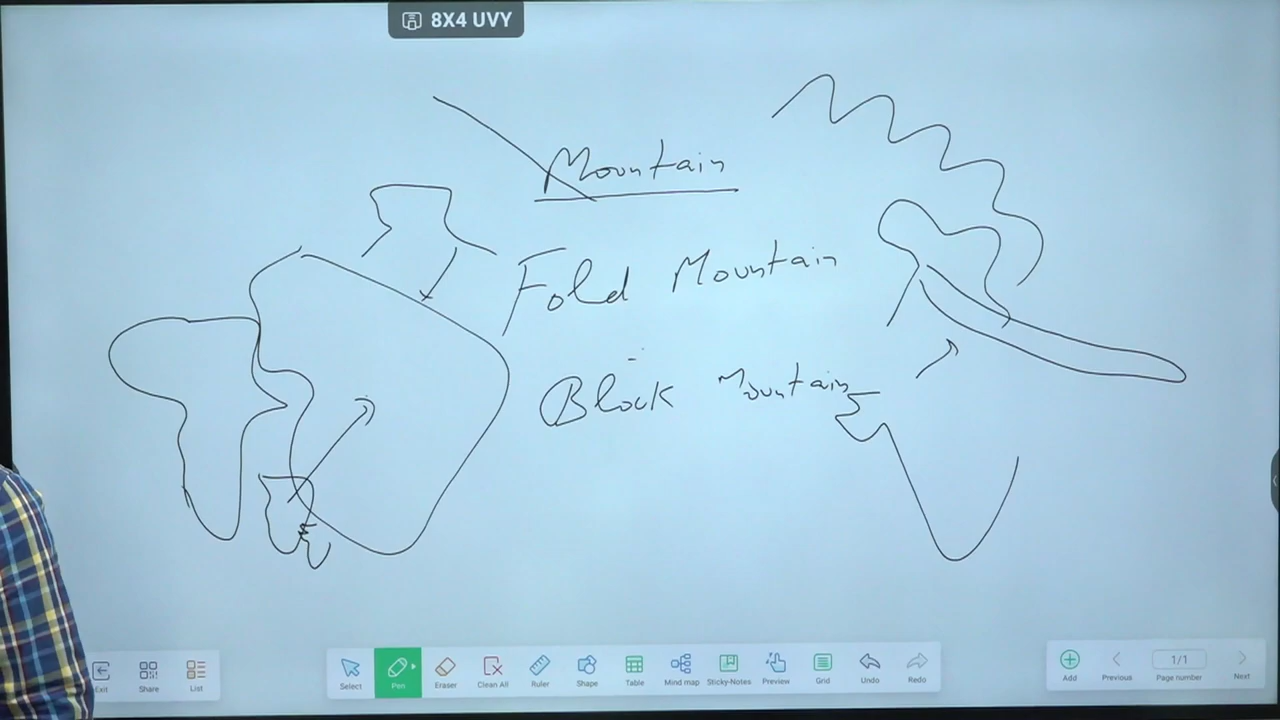 8X4 UVY
Mountain
Fold Mountain
Block Mountain
Exit Share List
Select Pen Eraser Clean All Ruler Shape Table Mind map Sticky-Notes Preview Grid Undo Redo
Add Previous 1/1 Page number Next